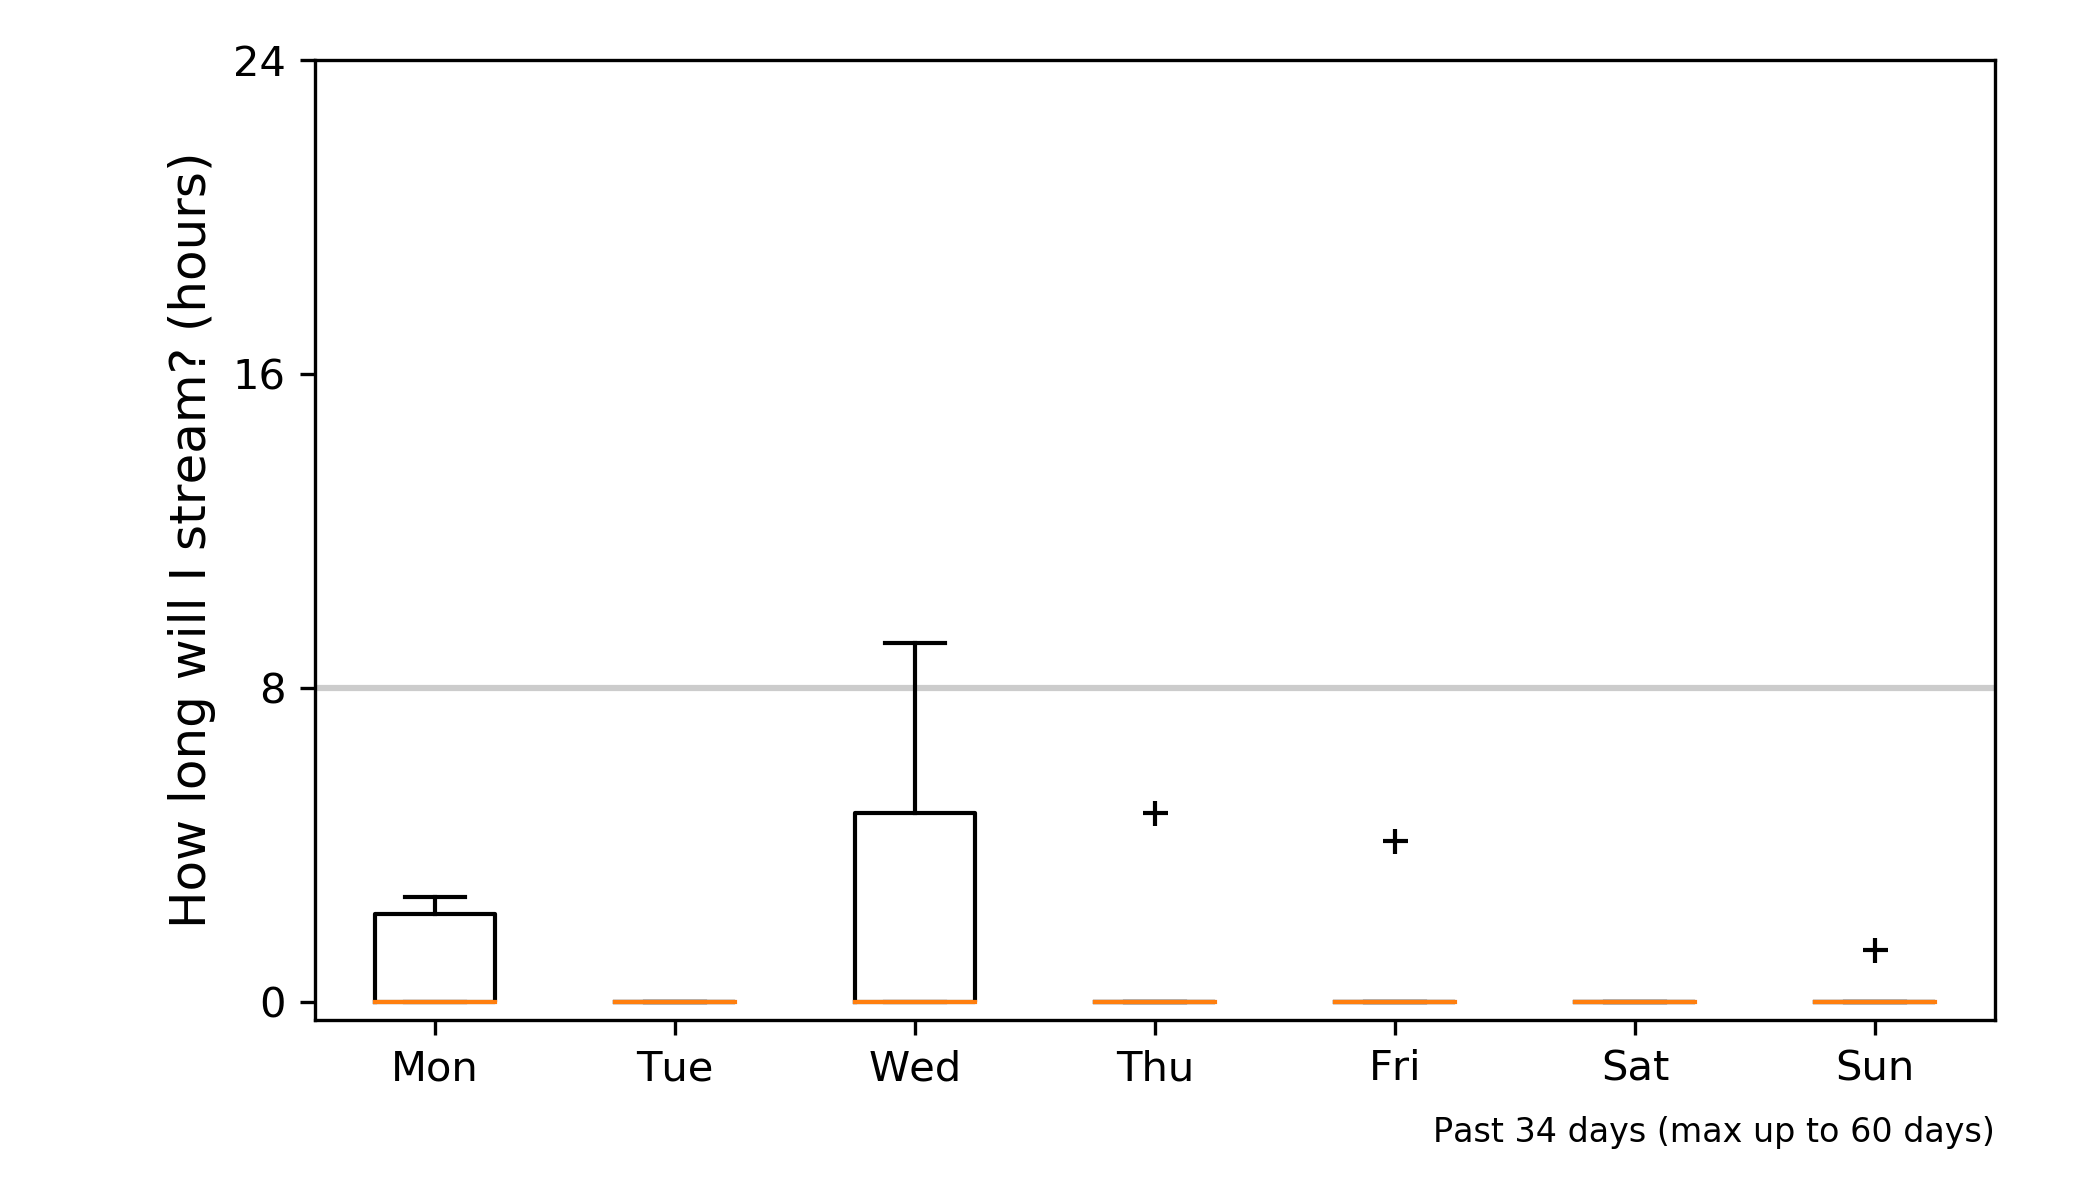 How long will I stream? (hours)
24
16
8
0
Mon Tue Wed Thu Fri Sat Sun
Past 34 days (max up to 60 days)